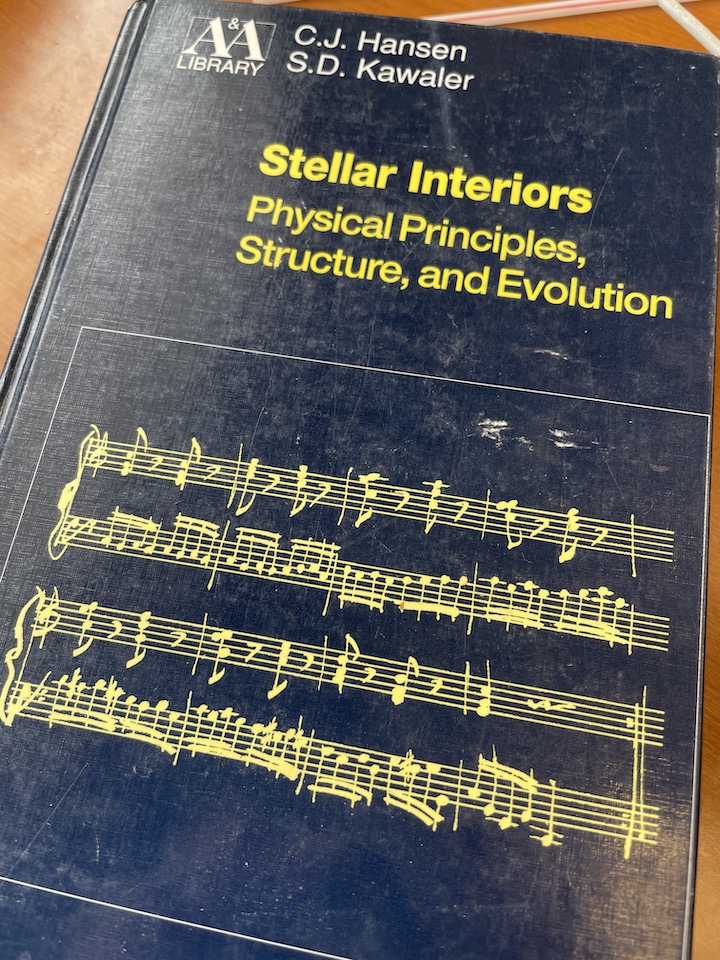 A&A
LIBRARY
C.J. Hansen
S.D. Kawaler
Stellar Interiors
Physical Principles,
Structure, and Evolution